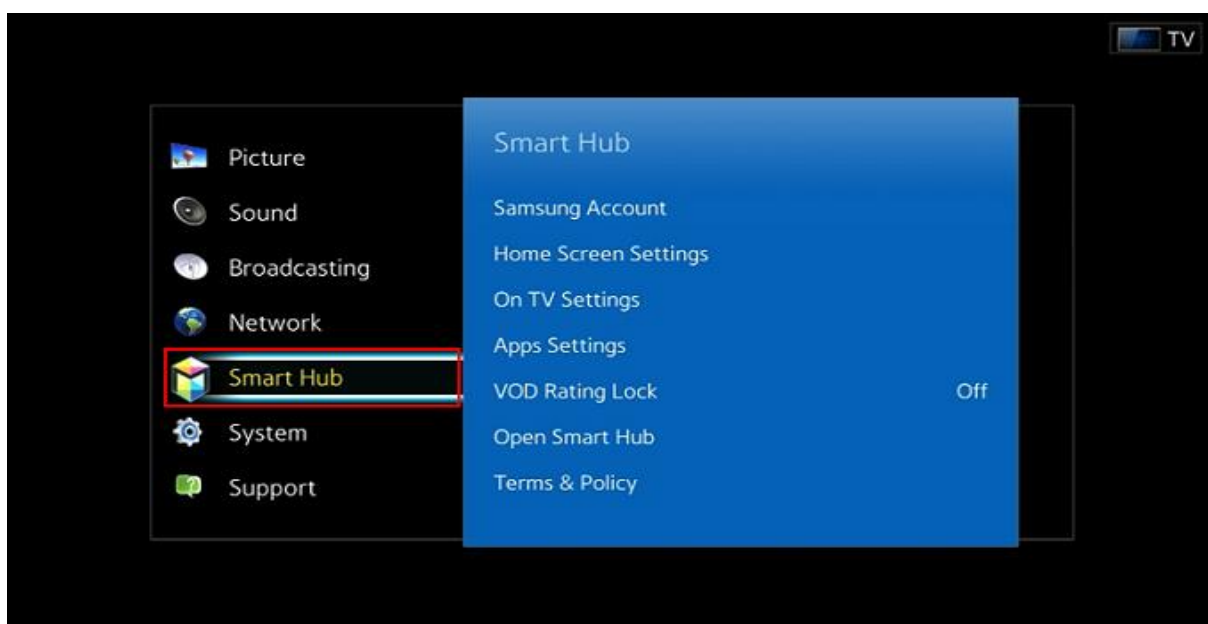 TV
Picture
Sound
Broadcasting
Network
Smart Hub
System
Support
Smart Hub
Samsung Account
Home Screen Settings
On TV Settings
Apps Settings
VOD Rating Lock Off
Open Smart Hub
Terms & Policy